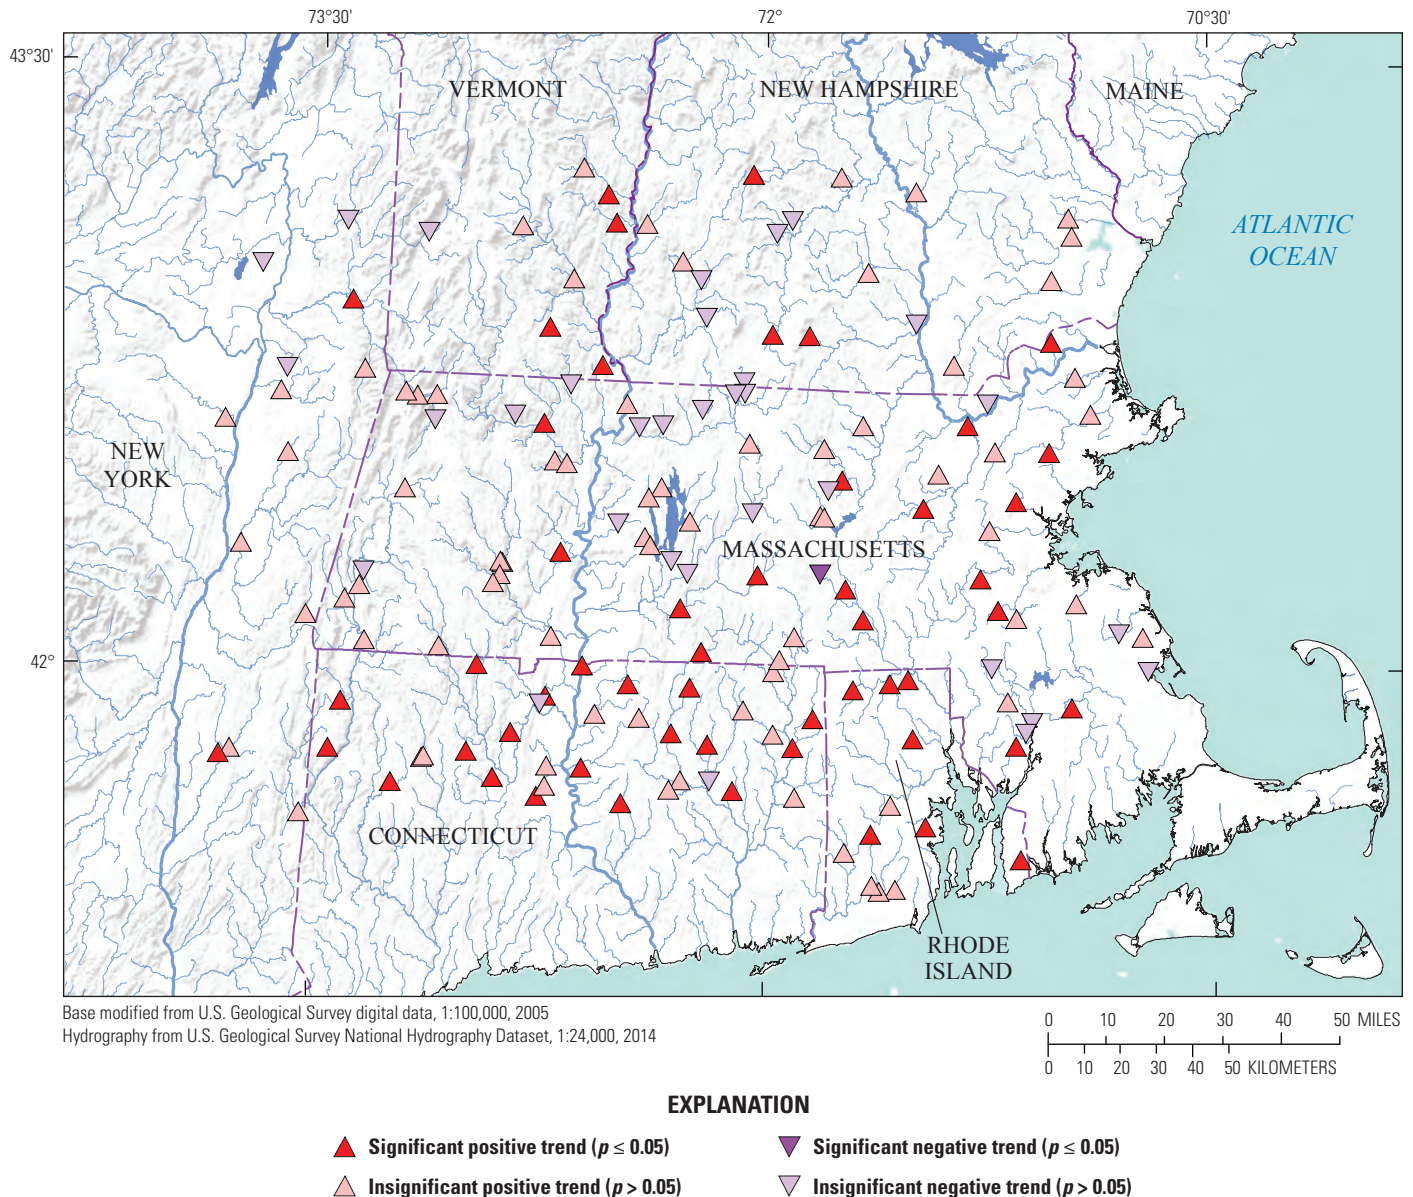 73°30'
72°
70°30'
43°30'
VERMONT
NEW HAMPSHIRE
MAINE
ATLANTIC
OCEAN
NEW
YORK
MASSACHUSETTS
42°
CONNECTICUT
RHODE
ISLAND
Base modified from U.S. Geological Survey digital data, 1:100,000, 2005
Hydrography from U.S. Geological Survey National Hydrography Dataset, 1:24,000, 2014
0 10 20 30 40 50 MILES
0 10 20 30 40 50 KILOMETERS
EXPLANATION
Significant positive trend (p ≤ 0.05)
Significant negative trend (p ≤ 0.05)
Insignificant positive trend (p > 0.05)
Insignificant negative trend (p > 0.05)